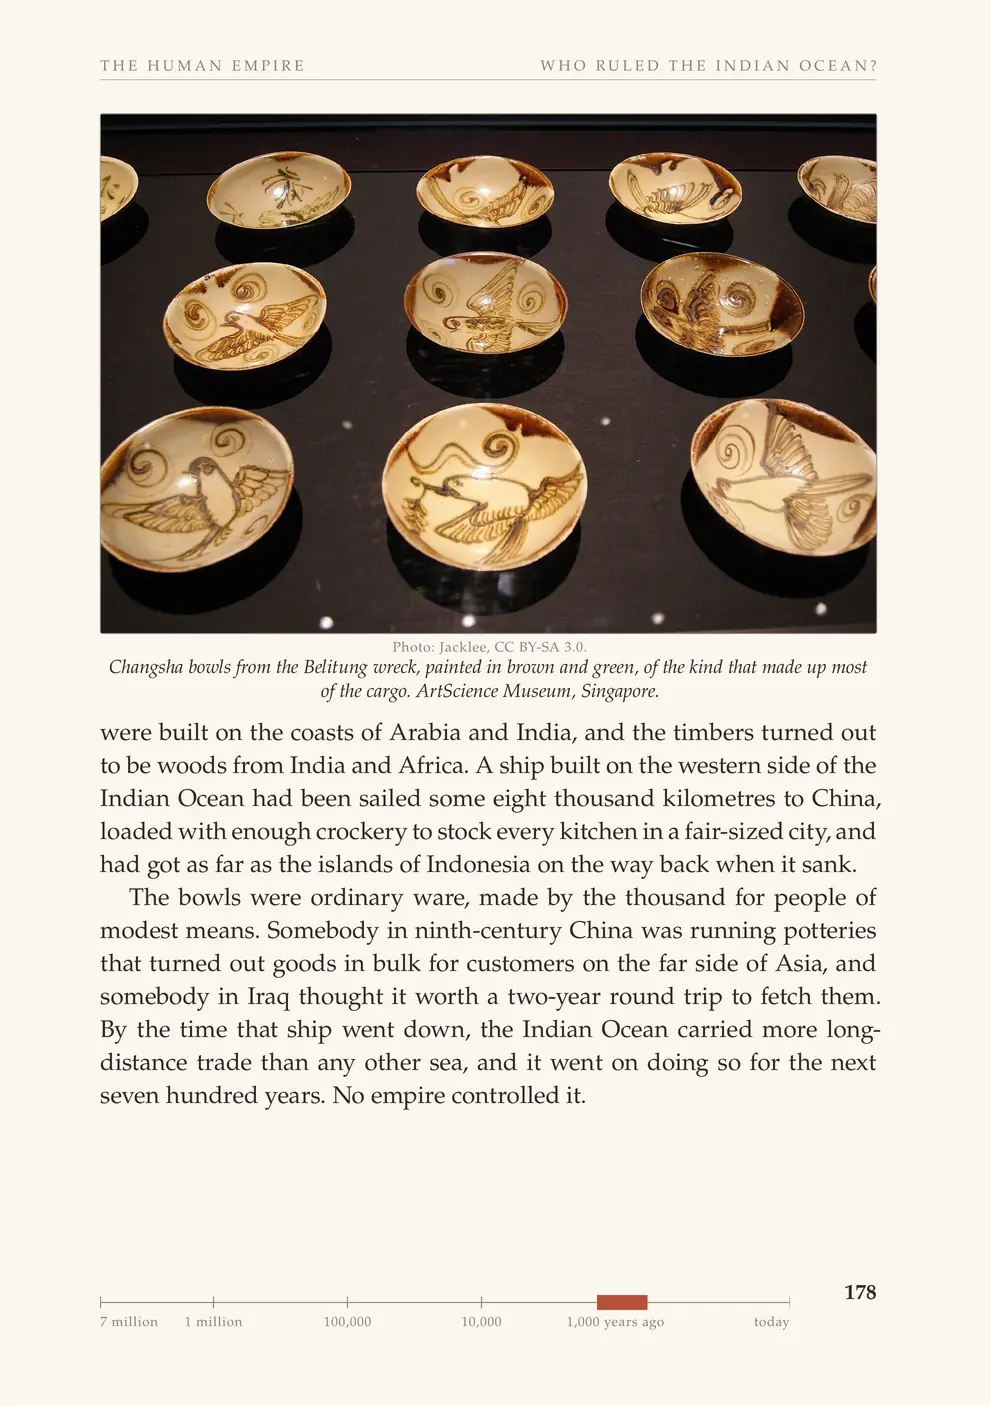 THE HUMAN EMPIRE
WHO RULED THE INDIAN OCEAN?
Photo: Jacklee, CC BY-SA 3.0.
Changsha bowls from the Belitung wreck, painted in brown and green, of the kind that made up most
of the cargo. ArtScience Museum, Singapore.
were built on the coasts of Arabia and India, and the timbers turned out
to be woods from India and Africa. A ship built on the western side of the
Indian Ocean had been sailed some eight thousand kilometres to China,
loaded with enough crockery to stock every kitchen in a fair-sized city, and
had got as far as the islands of Indonesia on the way back when it sank.
The bowls were ordinary ware, made by the thousand for people of
modest means. Somebody in ninth-century China was running potteries
that turned out goods in bulk for customers on the far side of Asia, and
somebody in Iraq thought it worth a two-year round trip to fetch them.
By the time that ship went down, the Indian Ocean carried more long-
distance trade than any other sea, and it went on doing so for the next
seven hundred years. No empire controlled it.
178
7 million 1 million 100,000 10,000 1,000 years ago today